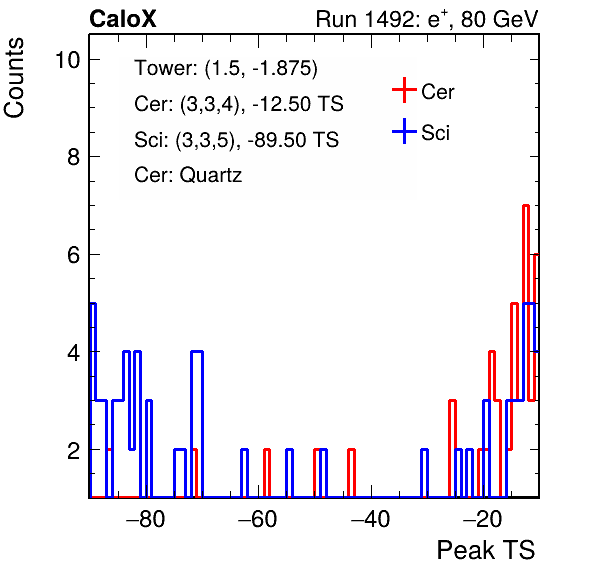 CaloX Run 1492: e+, 80 GeV
Counts
Tower: (1.5, -1.875)
Cer: (3,3,4), -12.50 TS
Sci: (3,3,5), -89.50 TS
Cer: Quartz
Cer
Sci
10
8
6
4
2
−80 −60 −40 −20
Peak TS